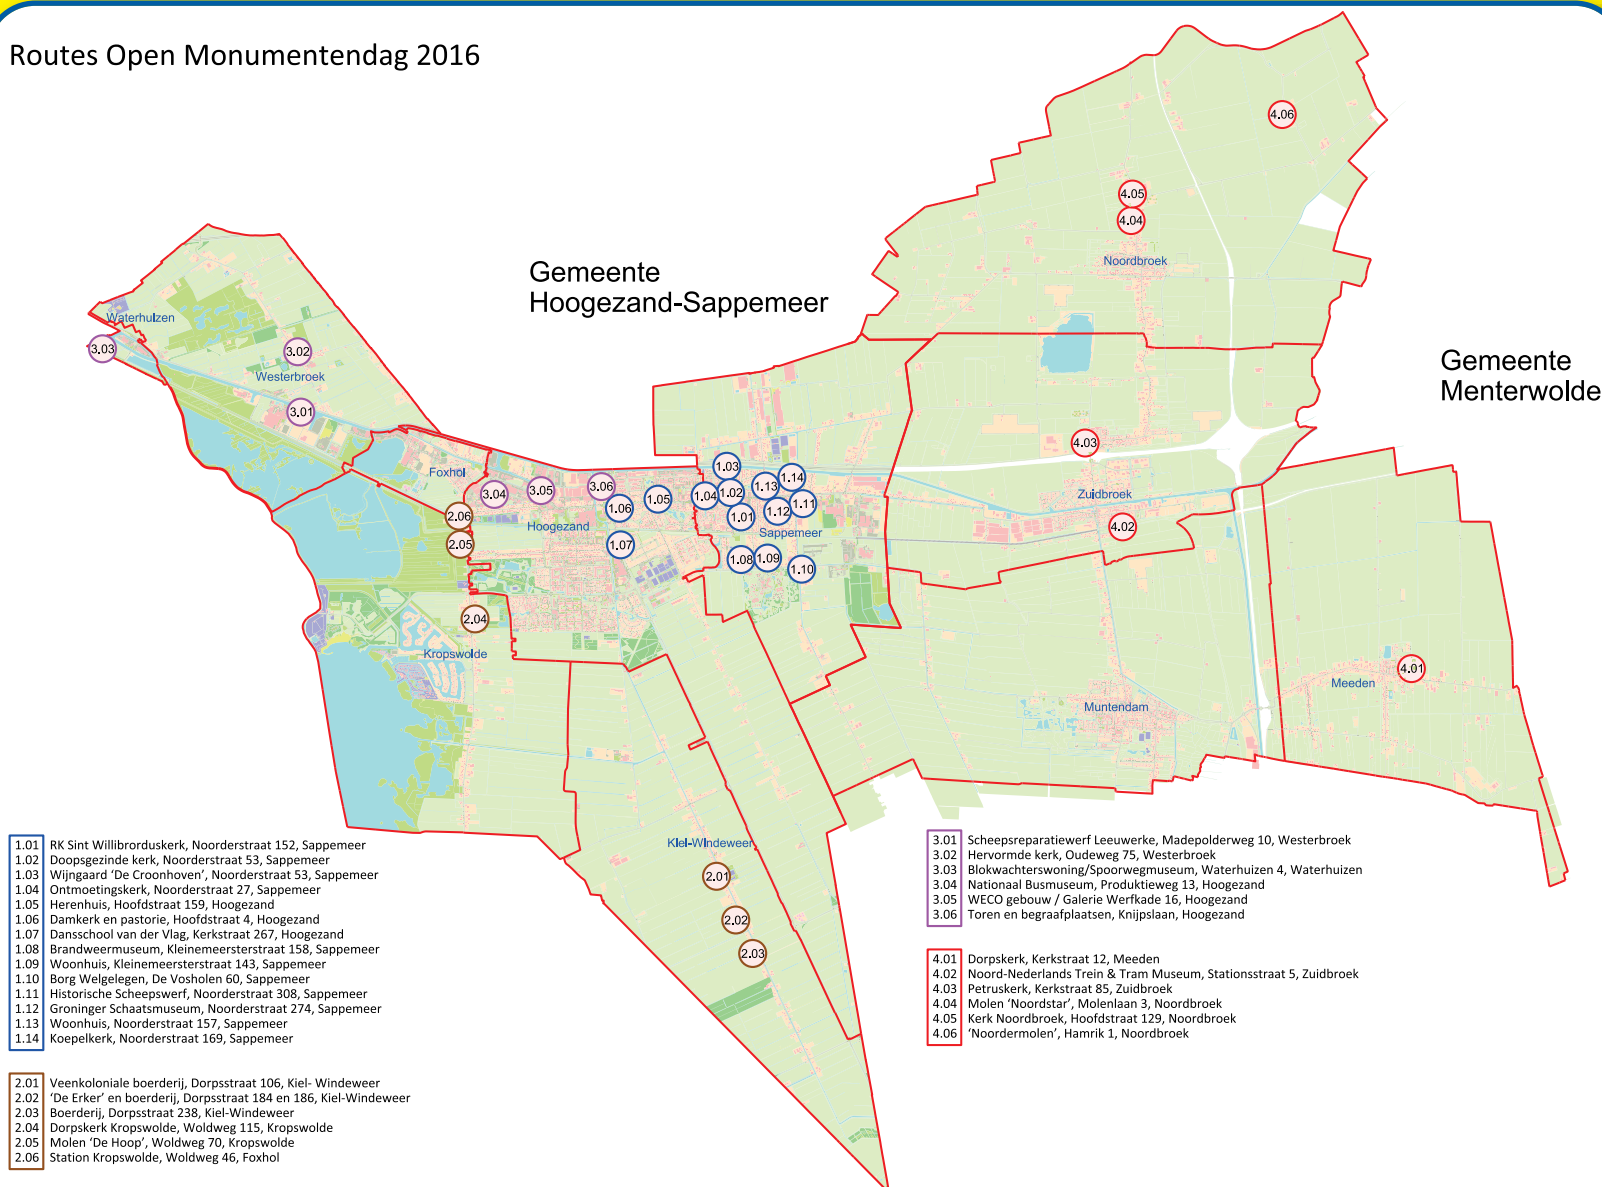 Routes Open Monumentendag 2016
Gemeente
Hoogezand-Sappemeer
Gemeente
Menterwolde
4.06
4.05
4.04
Noordbroek
Waterhuizen
3.03
3.02
Westerbroek
3.01
4.03
Zuidbroek
4.02
Foxhol
3.04
3.05
3.06
1.06
1.05
1.04
1.03
1.02
1.01
1.13
1.14
1.12
1.11
Sappemeer
Hoogezand
2.06
2.05
1.07
1.08
1.09
1.10
2.04
Kropswolde
4.01
Meeden
Muntendam
Kiel-Windeweer
2.01
2.02
2.03
1.01 RK Sint Willibrorduskerk, Noorderstraat 152, Sappemeer
1.02 Doopsgezinde kerk, Noorderstraat 53, Sappemeer
1.03 Wijngaard ‘De Croonhoven’, Noorderstraat 53, Sappemeer
1.04 Ontmoetingskerk, Noorderstraat 27, Sappemeer
1.05 Herenhuis, Hoofdstraat 159, Hoogezand
1.06 Damkerk en pastorie, Hoofdstraat 4, Hoogezand
1.07 Dansschool van der Vlag, Kerkstraat 267, Hoogezand
1.08 Brandweermuseum, Kleinemeersterstraat 158, Sappemeer
1.09 Woonhuis, Kleinemeersterstraat 143, Sappemeer
1.10 Borg Welgelegen, De Vosholen 60, Sappemeer
1.11 Historische Scheepswerf, Noorderstraat 308, Sappemeer
1.12 Groninger Schaatsmuseum, Noorderstraat 274, Sappemeer
1.13 Woonhuis, Noorderstraat 157, Sappemeer
1.14 Koepelkerk, Noorderstraat 169, Sappemeer
2.01 Veenkoloniale boerderij, Dorpsstraat 106, Kiel- Windeweer
2.02 ‘De Erker’ en boerderij, Dorpsstraat 184 en 186, Kiel-Windeweer
2.03 Boerderij, Dorpsstraat 238, Kiel-Windeweer
2.04 Dorpskerk Kropswolde, Woldweg 115, Kropswolde
2.05 Molen ‘De Hoop’, Woldweg 70, Kropswolde
2.06 Station Kropswolde, Woldweg 46, Foxhol
3.01 Scheepsreparatiewerf Leeuwerke, Madepolderweg 10, Westerbroek
3.02 Hervormde kerk, Oudeweg 75, Westerbroek
3.03 Blokwachterswoning/Spoorwegmuseum, Waterhuizen 4, Waterhuizen
3.04 Nationaal Busmuseum, Produktieweg 13, Hoogezand
3.05 WECO gebouw / Galerie Werfkade 16, Hoogezand
3.06 Toren en begraafplaatsen, Knijpslaan, Hoogezand
4.01 Dorpskerk, Kerkstraat 12, Meeden
4.02 Noord-Nederlands Trein & Tram Museum, Stationsstraat 5, Zuidbroek
4.03 Petruskerk, Kerkstraat 85, Zuidbroek
4.04 Molen ‘Noordstar’, Molenlaan 3, Noordbroek
4.05 Kerk Noordbroek, Hoofdstraat 129, Noordbroek
4.06 ‘Noordermolen’, Hamrik 1, Noordbroek